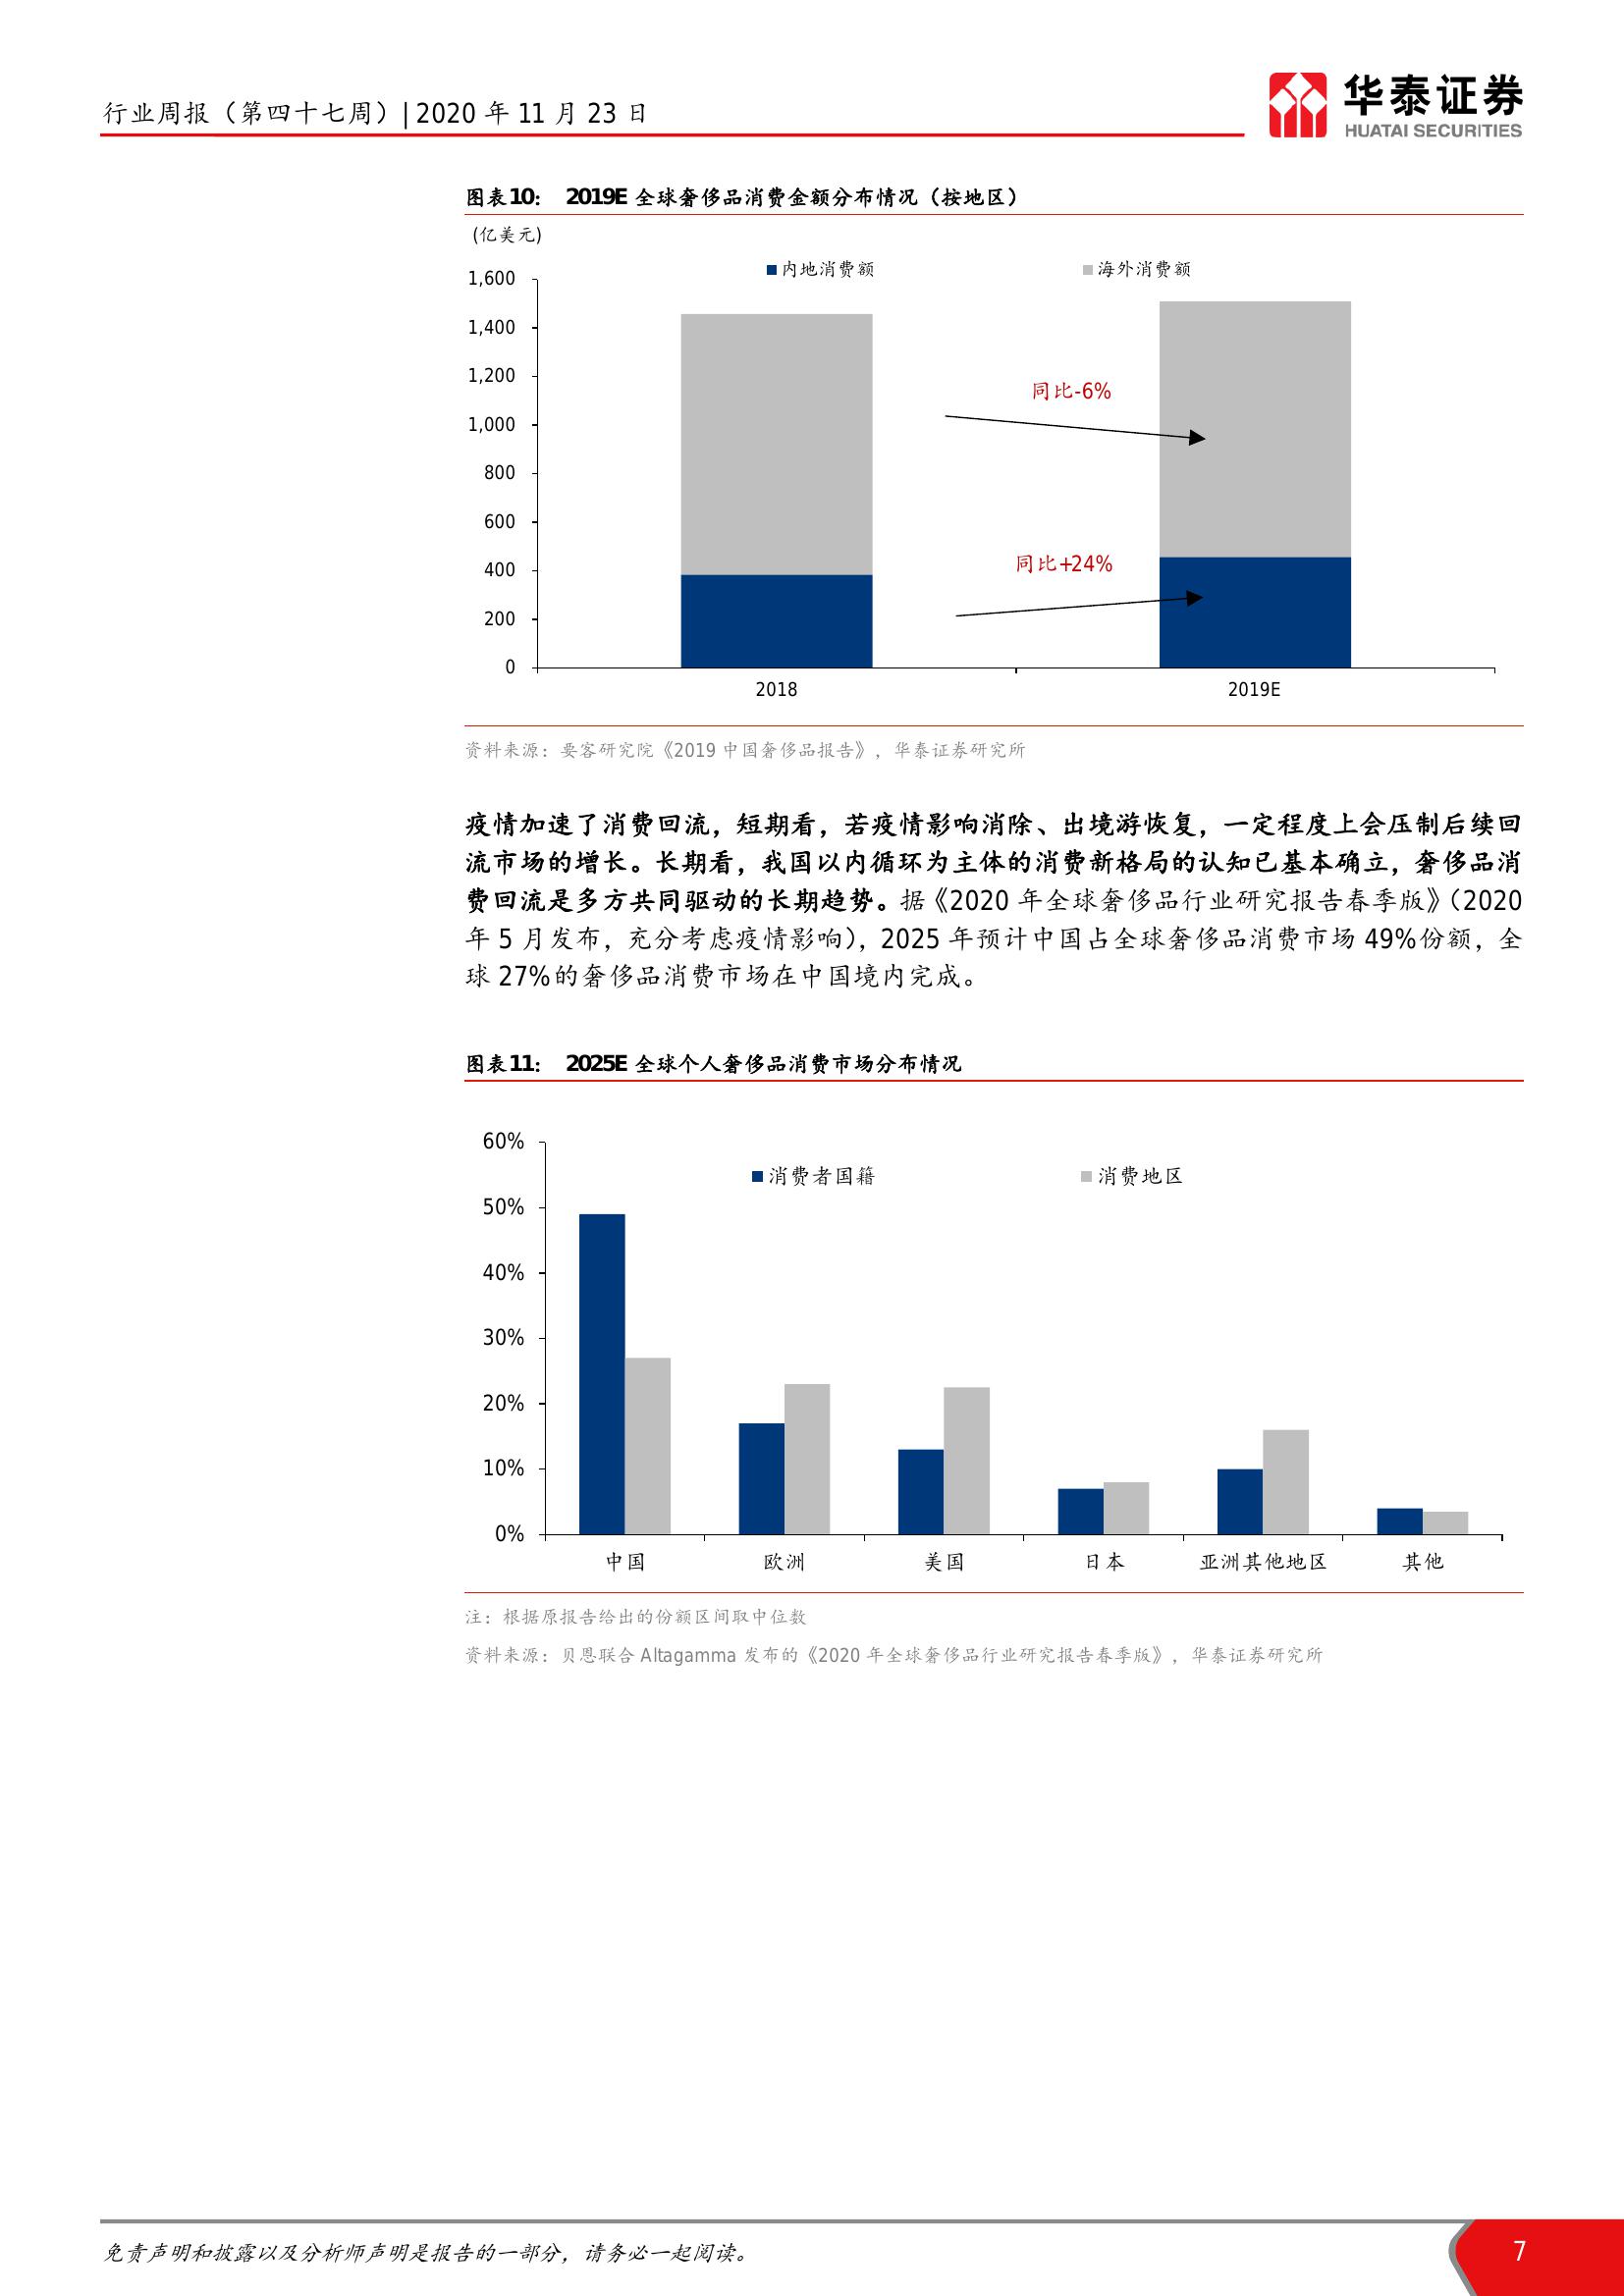 行业周报（第四十七周）| 2020 年 11 月 23 日
华泰证券
HUATAI SECURITIES
图表10： 2019E 全球奢侈品消费金额分布情况（按地区）
(亿美元)
内地消费额 海外消费额
1,600
1,400
1,200
1,000
800
600
400
200
0
同比-6%
同比+24%
2018 2019E
资料来源：要客研究院《2019 中国奢侈品报告》，华泰证券研究所
疫情加速了消费回流，短期看，若疫情影响消除、出境游恢复，一定程度上会压制后续回
流市场的增长。长期看，我国以内循环为主体的消费新格局的认知已基本确立，奢侈品消
费回流是多方共同驱动的长期趋势。据《2020 年全球奢侈品行业研究报告春季版》（2020
年 5 月发布，充分考虑疫情影响），2025 年预计中国占全球奢侈品消费市场 49%份额，全
球 27%的奢侈品消费市场在中国境内完成。
图表11： 2025E 全球个人奢侈品消费市场分布情况
60%
50%
40%
30%
20%
10%
0%
消费者国籍 消费地区
中国 欧洲 美国 日本 亚洲其他地区 其他
注：根据原报告给出的份额区间取中位数
资料来源：贝恩联合 Altagamma 发布的《2020 年全球奢侈品行业研究报告春季版》，华泰证券研究所
免责声明和披露以及分析师声明是报告的一部分，请务必一起阅读。
7